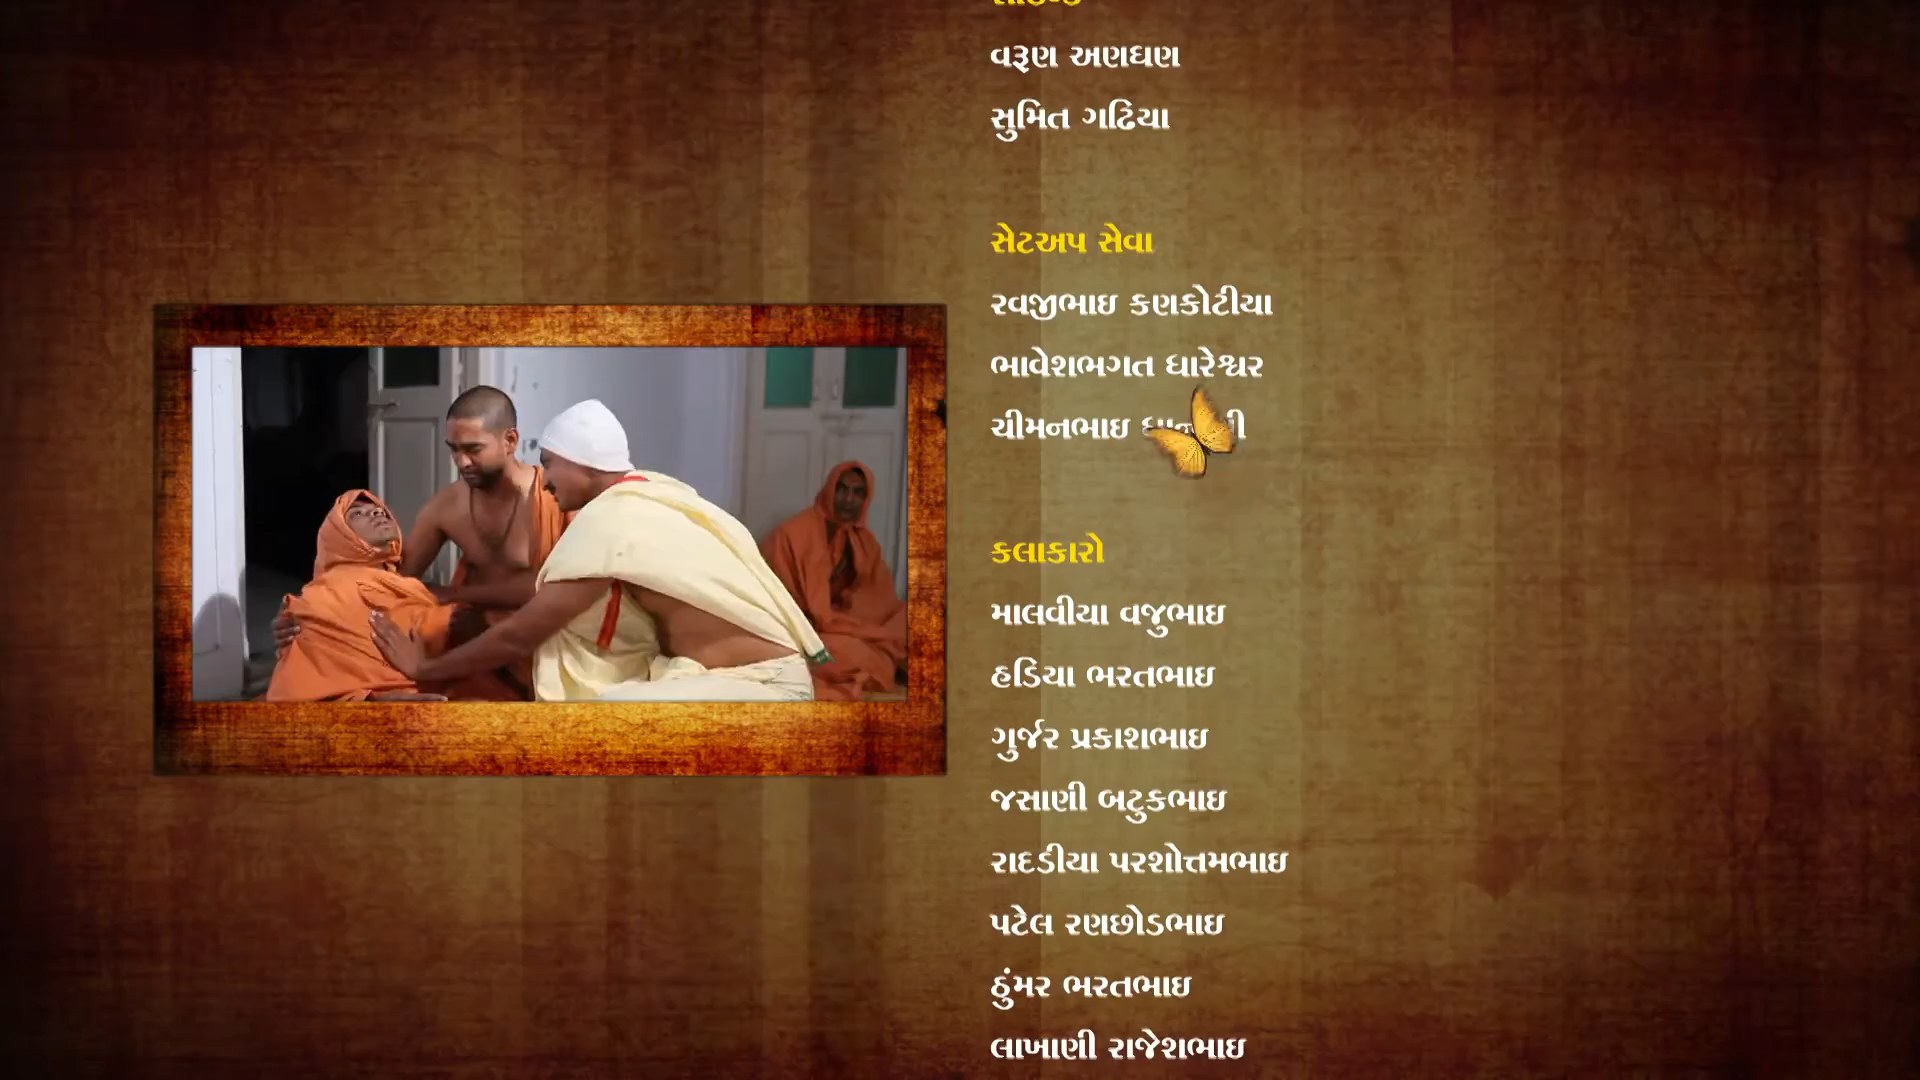 વરૂણ અણઘણ
સુમિત ગઢિયા
સેટઅપ સેવા
રવજીભાઇ કણકોટીયા
ભાવેશભગત ધારેશ્વર
ચીમનભાઇ
કલાકારો
માલવીયા વજુભાઇ
હડિયા ભરતભાઇ
ગુર્જર પ્રકાશભાઇ
જસાણી બટુકભાઇ
રાદડીયા પરશોત્તમભાઇ
પટેલ રણછોડભાઇ
ઠુંમર ભરતભાઇ
લાખાણી રાજેશભાઇ